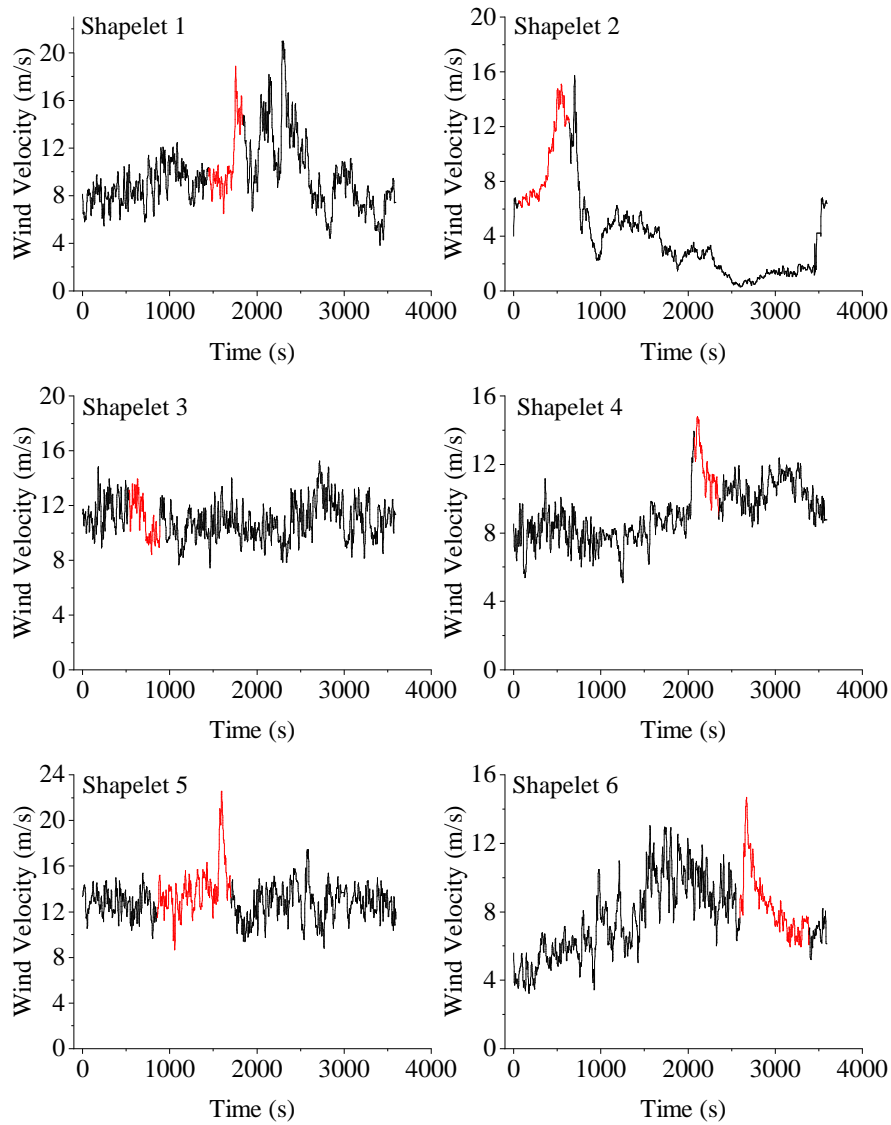 Shapelet 1
Wind Velocity (m/s)
20
16
12
8
4
0
0 1000 2000 3000 4000
Time (s)
Shapelet 2
Wind Velocity (m/s)
20
16
12
8
4
0
0 1000 2000 3000 4000
Time (s)
Shapelet 3
Wind Velocity (m/s)
20
16
12
8
4
0
0 1000 2000 3000 4000
Time (s)
Shapelet 4
Wind Velocity (m/s)
16
12
8
4
0
0 1000 2000 3000 4000
Time (s)
Shapelet 5
Wind Velocity (m/s)
24
20
16
12
8
4
0
0 1000 2000 3000 4000
Time (s)
Shapelet 6
Wind Velocity (m/s)
16
12
8
4
0
0 1000 2000 3000 4000
Time (s)